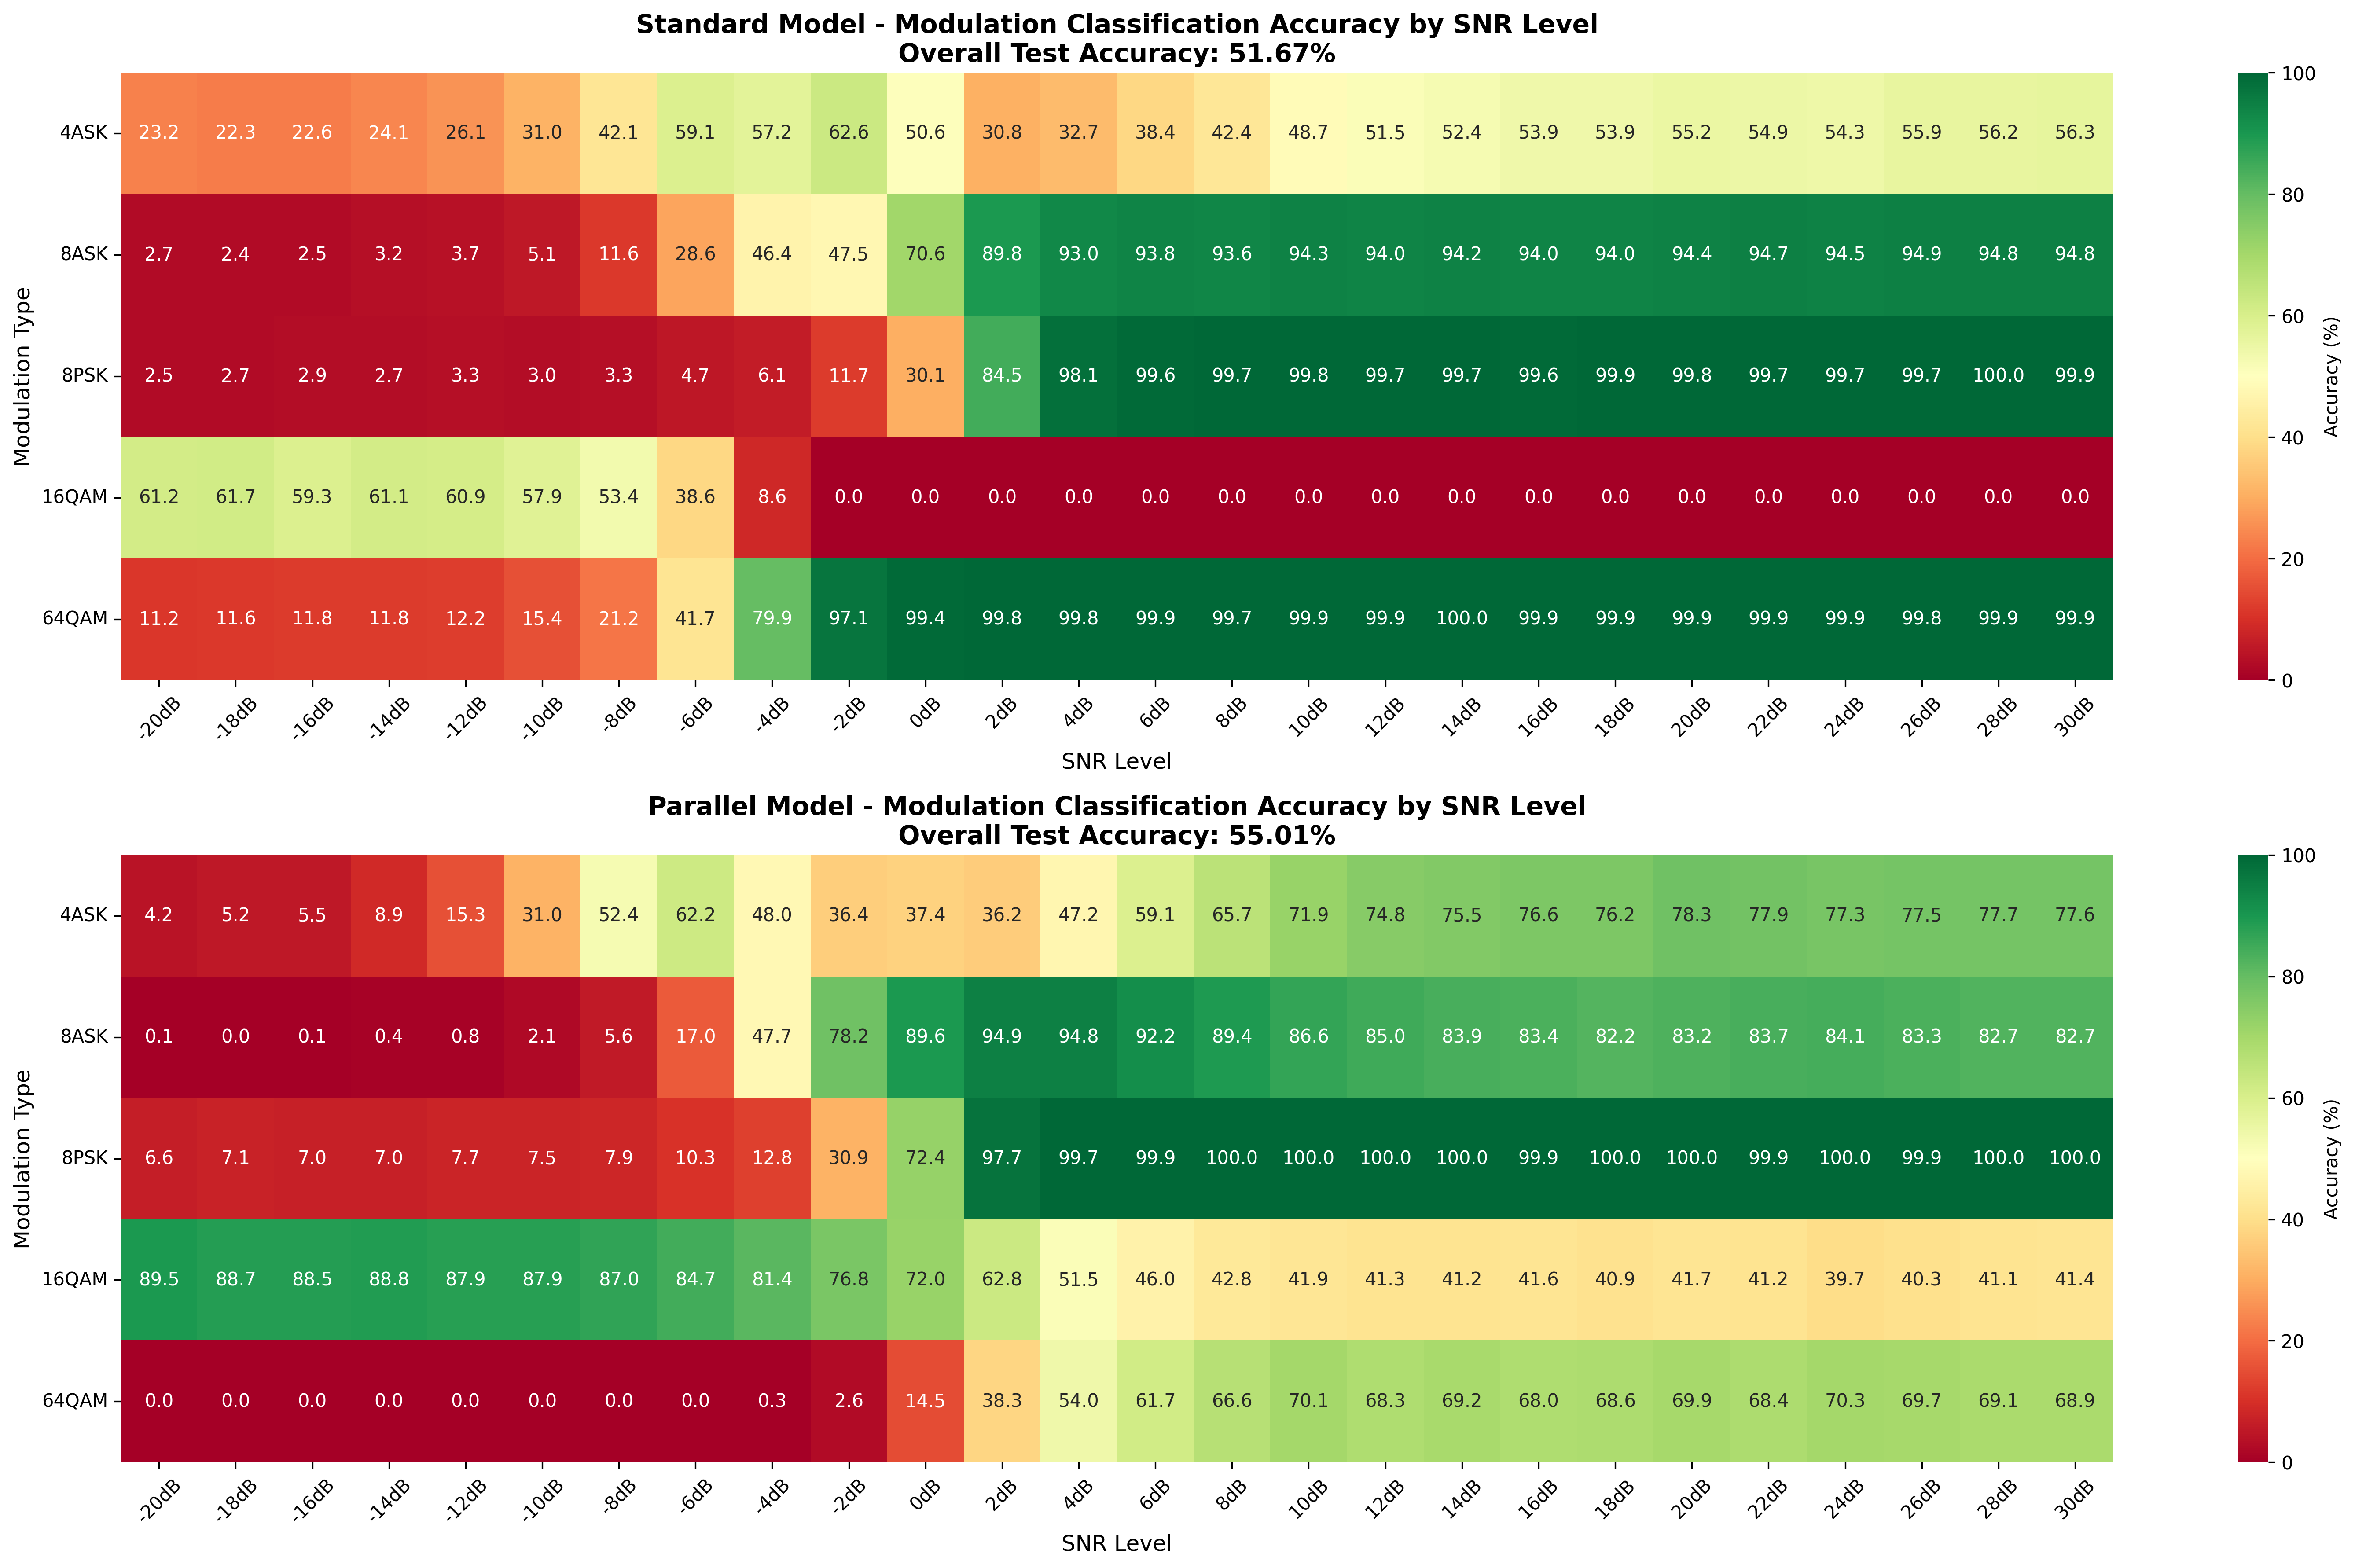 Standard Model - Modulation Classification Accuracy by SNR Level
Overall Test Accuracy: 51.67%
Modulation Type
4ASK 23.2 22.3 22.6 24.1 26.1 31.0 42.1 59.1 57.2 62.6 50.6 30.8 32.7 38.4 42.4 48.7 51.5 52.4 53.9 53.9 55.2 54.9 54.3 55.9 56.2 56.3
8ASK 2.7 2.4 2.5 3.2 3.7 5.1 11.6 28.6 46.4 47.5 70.6 89.8 93.0 93.8 93.6 94.3 94.0 94.2 94.0 94.0 94.4 94.7 94.5 94.9 94.8 94.8
8PSK 2.5 2.7 2.9 2.7 3.3 3.0 3.3 4.7 6.1 11.7 30.1 84.5 98.1 99.6 99.7 99.8 99.7 99.7 99.6 99.9 99.8 99.7 99.7 99.7 100.0 99.9
16QAM 61.2 61.7 59.3 61.1 60.9 57.9 53.4 38.6 8.6 0.0 0.0 0.0 0.0 0.0 0.0 0.0 0.0 0.0 0.0 0.0 0.0 0.0 0.0 0.0 0.0 0.0
64QAM 11.2 11.6 11.8 11.8 12.2 15.4 21.2 41.7 79.9 97.1 99.4 99.8 99.8 99.9 99.7 99.9 99.9 100.0 99.9 99.9 99.9 99.9 99.9 99.8 99.9 99.9
-20dB -18dB -16dB -14dB -12dB -10dB -8dB -6dB -4dB -2dB 0dB 2dB 4dB 6dB 8dB 10dB 12dB 14dB 16dB 18dB 20dB 22dB 24dB 26dB 28dB 30dB
SNR Level
100
80
60
40
20
0
Accuracy (%)
Parallel Model - Modulation Classification Accuracy by SNR Level
Overall Test Accuracy: 55.01%
Modulation Type
4ASK 4.2 5.2 5.5 8.9 15.3 31.0 52.4 62.2 48.0 36.4 37.4 36.2 47.2 59.1 65.7 71.9 74.8 75.5 76.6 76.2 78.3 77.9 77.3 77.5 77.7 77.6
8ASK 0.1 0.0 0.1 0.4 0.8 2.1 5.6 17.0 47.7 78.2 89.6 94.9 94.8 92.2 89.4 86.6 85.0 83.9 83.4 82.2 83.2 83.7 84.1 83.3 82.7 82.7
8PSK 6.6 7.1 7.0 7.0 7.7 7.5 7.9 10.3 12.8 30.9 72.4 97.7 99.7 99.9 100.0 100.0 100.0 100.0 99.9 100.0 100.0 99.9 100.0 99.9 100.0 100.0
16QAM 89.5 88.7 88.5 88.8 87.9 87.9 87.0 84.7 81.4 76.8 72.0 62.8 51.5 46.0 42.8 41.9 41.3 41.2 41.6 40.9 41.7 41.2 39.7 40.3 41.1 41.4
64QAM 0.0 0.0 0.0 0.0 0.0 0.0 0.0 0.0 0.3 2.6 14.5 38.3 54.0 61.7 66.6 70.1 68.3 69.2 68.0 68.6 69.9 68.4 70.3 69.7 69.1 68.9
-20dB -18dB -16dB -14dB -12dB -10dB -8dB -6dB -4dB -2dB 0dB 2dB 4dB 6dB 8dB 10dB 12dB 14dB 16dB 18dB 20dB 22dB 24dB 26dB 28dB 30dB
SNR Level
100
80
60
40
20
0
Accuracy (%)